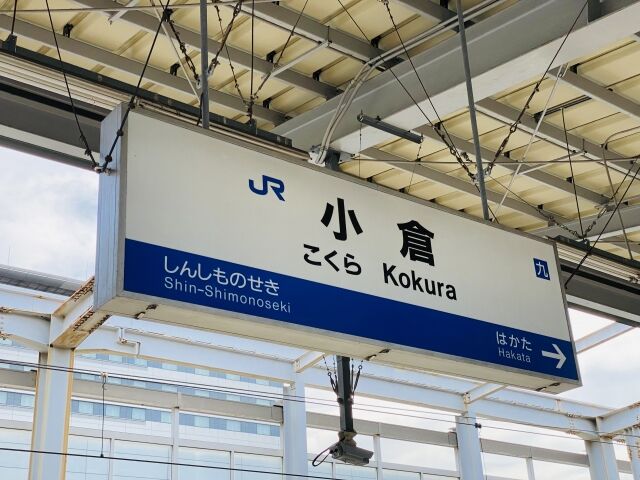 JR
小倉
九
こくら Kokura
しんしものせき
Shin-Shimonoseki
はかた
Hakata